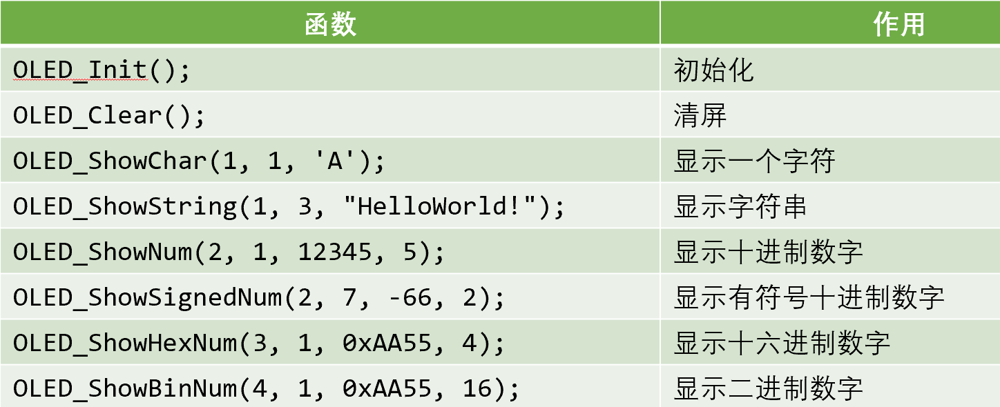 函数 作用
OLED_Init(); 初始化
OLED_Clear(); 清屏
OLED_ShowChar(1, 1, 'A'); 显示一个字符
OLED_ShowString(1, 3, "HelloWorld!"); 显示字符串
OLED_ShowNum(2, 1, 12345, 5); 显示十进制数字
OLED_ShowSignedNum(2, 7, -66, 2); 显示有符号十进制数字
OLED_ShowHexNum(3, 1, 0xAA55, 4); 显示十六进制数字
OLED_ShowBinNum(4, 1, 0xAA55, 16); 显示二进制数字